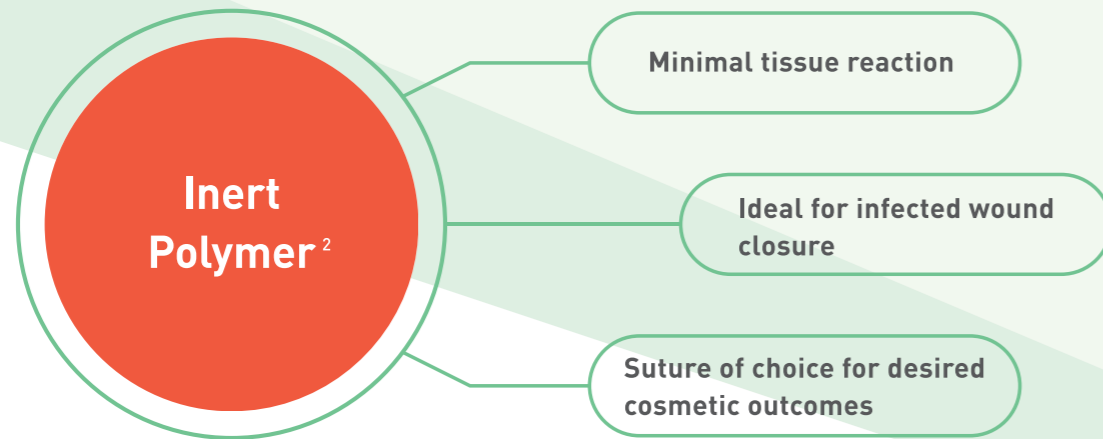 Inert
Polymer 2
Minimal tissue reaction
Ideal for infected wound
closure
Suture of choice for desired
cosmetic outcomes